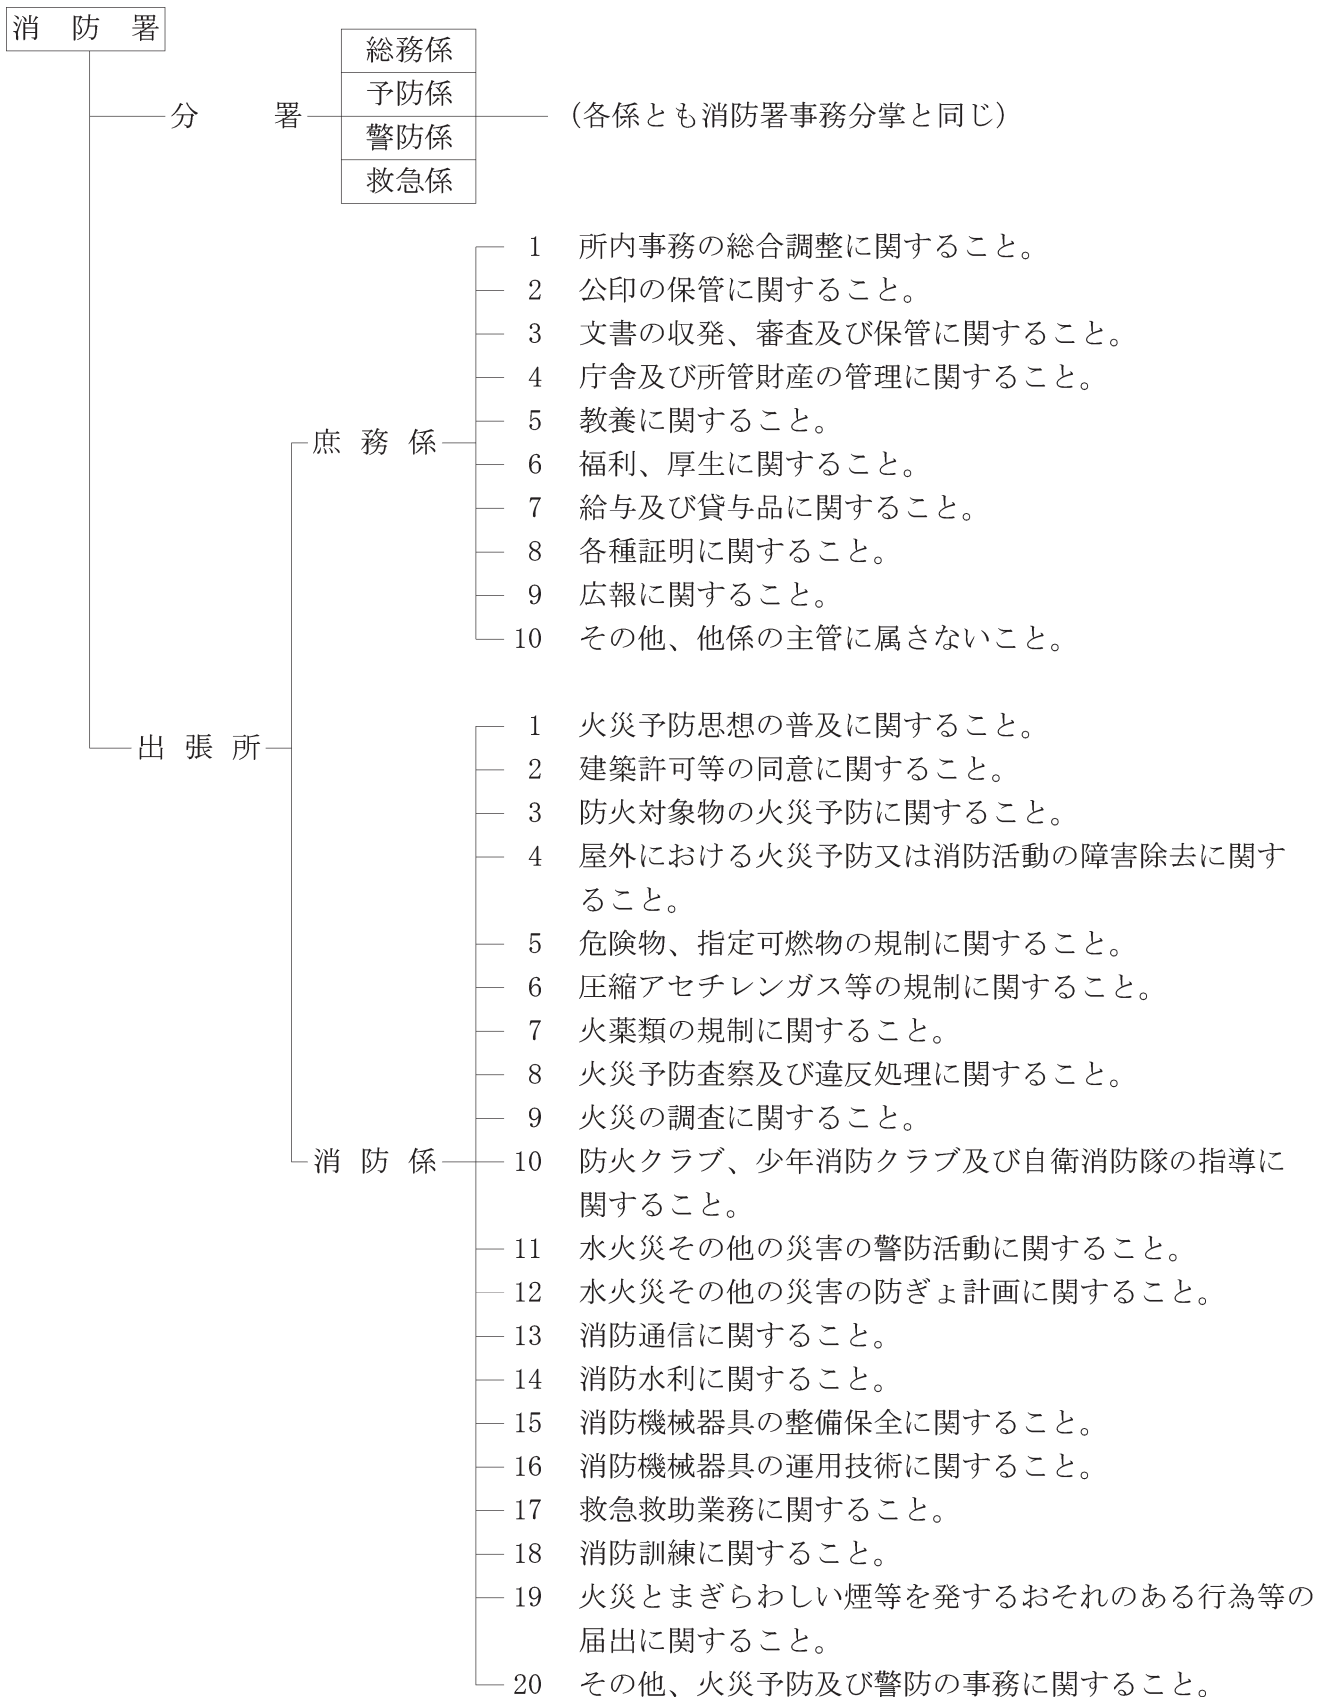 消防署
総務係
予防係
分署
(各係とも消防署事務分掌と同じ)
警防係
救急係
1 所内事務の総合調整に関すること。
2 公印の保管に関すること。
3 文書の収発、審査及び保管に関すること。
4 庁舎及び所管財産の管理に関すること。
5 教養に関すること。
庶務係
6 福利、厚生に関すること。
7 給与及び貸与品に関すること。
8 各種証明に関すること。
9 広報に関すること。
10 その他、他係の主管に属さないこと。
出張所
1 火災予防思想の普及に関すること。
2 建築許可等の同意に関すること。
3 防火対象物の火災予防に関すること。
4 屋外における火災予防又は消防活動の障害除去に関す
ること。
5 危険物、指定可燃物の規制に関すること。
6 圧縮アセチレンガス等の規制に関すること。
7 火薬類の規制に関すること。
8 火災予防査察及び違反処理に関すること。
9 火災の調査に関すること。
消防係
10 防火クラブ、少年消防クラブ及び自衛消防隊の指導に
関すること。
11 水火災その他の災害の警防活動に関すること。
12 水火災その他の災害の防ぎょ計画に関すること。
13 消防通信に関すること。
14 消防水利に関すること。
15 消防機械器具の整備保全に関すること。
16 消防機械器具の運用技術に関すること。
17 救急救助業務に関すること。
18 消防訓練に関すること。
19 火災とまぎらわしい煙等を発するおそれのある行為等の
届出に関すること。
20 その他、火災予防及び警防の事務に関すること。